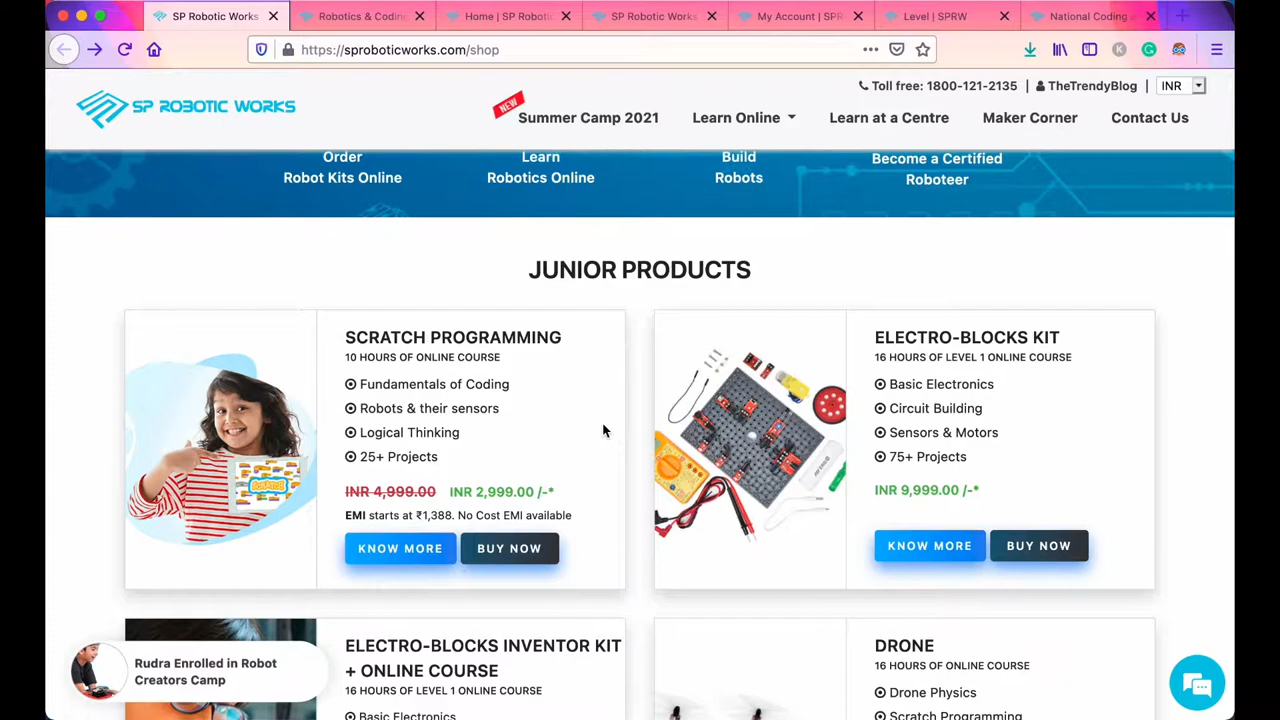 SP Robotic Works
Robotics & Coding
Home | SP Robotic
SP Robotic Works
My Account | SPR
Level | SPRW
National Coding
https://sproboticworks.com/shop
SP ROBOTIC WORKS
Toll free: 1800-121-2135 | TheTrendyBlog | INR
NEW
Summer Camp 2021 Learn Online Learn at a Centre Maker Corner Contact Us
Order
Robot Kits Online
Learn
Robotics Online
Build
Robots
Become a Certified
Roboteer
JUNIOR PRODUCTS
SCRATCH PROGRAMMING
10 HOURS OF ONLINE COURSE
Fundamentals of Coding
Robots & their sensors
Logical Thinking
25+ Projects
INR 4,999.00 INR 2,999.00 /-*
EMI starts at ₹1,388. No Cost EMI available
KNOW MORE BUY NOW
ELECTRO-BLOCKS KIT
16 HOURS OF LEVEL 1 ONLINE COURSE
Basic Electronics
Circuit Building
Sensors & Motors
75+ Projects
INR 9,999.00 /-*
KNOW MORE BUY NOW
ELECTRO-BLOCKS INVENTOR KIT
+ ONLINE COURSE
16 HOURS OF LEVEL 1 ONLINE COURSE
Basic Electronics
DRONE
16 HOURS OF ONLINE COURSE
Drone Physics
Scratch Programming
Rudra Enrolled in Robot
Creators Camp